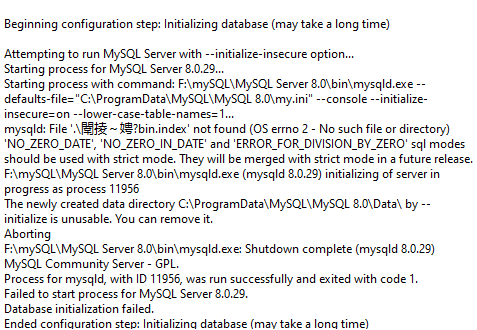 Beginning configuration step: Initializing database (may take a long time)
Attempting to run MySQL Server with --initialize-insecure option...
Starting process for MySQL Server 8.0.29...
Starting process with command: F:\mySQL\MySQL Server 8.0\bin\mysqld.exe --
defaults-file="C:\ProgramData\MySQL\MySQL 8.0\my.ini" --console --initialize-
insecure=on --lower-case-table-names=1...
mysqld: File '.\闉掕～娉?bin.index' not found (OS errno 2 - No such file or directory)
'NO_ZERO_DATE', 'NO_ZERO_IN_DATE' and 'ERROR_FOR_DIVISION_BY_ZERO' sql modes
should be used with strict mode. They will be merged with strict mode in a future release.
F:\mySQL\MySQL Server 8.0\bin\mysqld.exe (mysqld 8.0.29) initializing of server in
progress as process 11956
The newly created data directory C:\ProgramData\MySQL\MySQL 8.0\Data\ by --
initialize is unusable. You can remove it.
Aborting
F:\mySQL\MySQL Server 8.0\bin\mysqld.exe: Shutdown complete (mysqld 8.0.29)
MySQL Community Server - GPL.
Process for mysqld, with ID 11956, was run successfully and exited with code 1.
Failed to start process for MySQL Server 8.0.29.
Database initialization failed.
Ended configuration step: Initializing database (may take a long time)